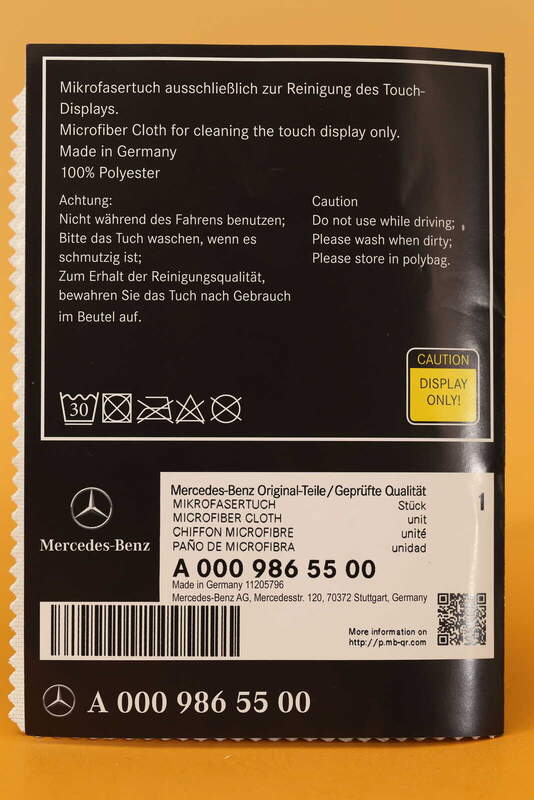 Mikrofasertuch ausschließlich zur Reinigung des Touch-
Displays.
Microfiber Cloth for cleaning the touch display only.
Made in Germany
100% Polyester
Achtung:
Nicht während des Fahrens benutzen;
Bitte das Tuch waschen, wenn es
schmutzig ist;
Zum Erhalt der Reinigungsqualität,
bewahren Sie das Tuch nach Gebrauch
im Beutel auf.
Caution
Do not use while driving;
Please wash when dirty;
Please store in polybag.
CAUTION
DISPLAY
ONLY!
30
Mercedes-Benz
Mercedes-Benz Original-Teile/Geprüfte Qualität
MIKROFASERTUCH Stück 1
MICROFIBER CLOTH unit
CHIFFON MICROFIBRE unité
PAÑO DE MICROFIBRA unidad
A 000 986 55 00
Made in Germany 11205796
Mercedes-Benz AG, Mercedesstr. 120, 70372 Stuttgart, Germany
More information on
http://p.mb-qr.com
A 000 986 55 00